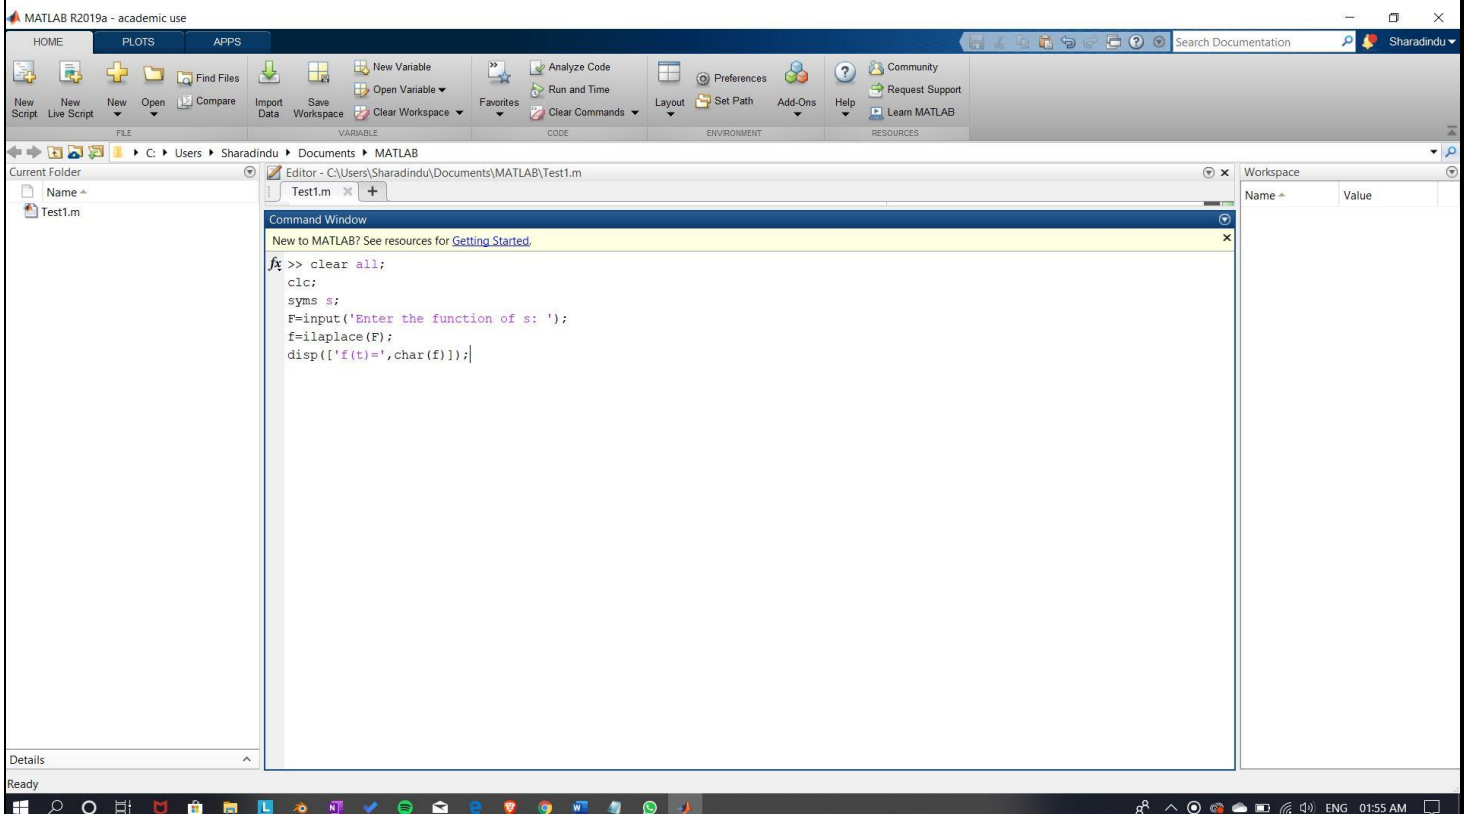 MATLAB R2019a - academic use
HOME PLOTS APPS
Search Documentation
Sharadindu
New Script
New Live Script
New
Open
Find Files
Compare
Import Data
Save Workspace
New Variable
Open Variable
Clear Workspace
Favorites
Analyze Code
Run and Time
Clear Commands
Layout
Preferences
Set Path
Add-Ons
Help
Community
Request Support
Learn MATLAB
FILE VARIABLE CODE ENVIRONMENT RESOURCES
C: Users Sharadindu Documents MATLAB
Current Folder
Name
Test1.m
Editor - C:\Users\Sharadindu\Documents\MATLAB\Test1.m
Test1.m
Command Window
New to MATLAB? See resources for Getting Started.
fx >> clear all;
clc;
syms s;
F=input('Enter the function of s: ');
f=ilaplace(F);
disp(['f(t)=',char(f)]);
Workspace
Name Value
Details
Ready
ENG 01:55 AM